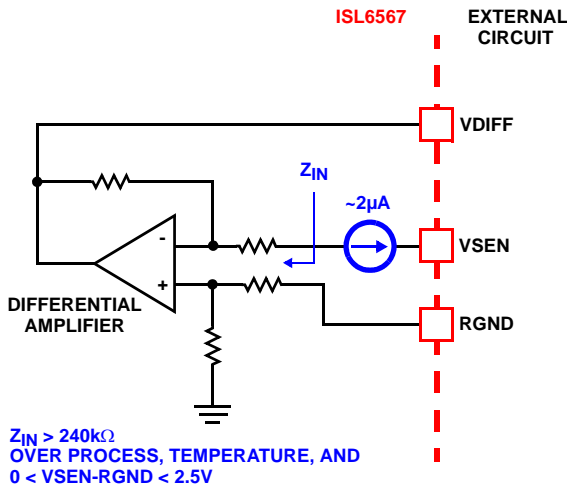 ISL6567
EXTERNAL
CIRCUIT
VDIFF
ZIN
~2µA
-
VSEN
+
DIFFERENTIAL
AMPLIFIER
RGND
ZIN > 240kΩ
OVER PROCESS, TEMPERATURE, AND
0 < VSEN-RGND < 2.5V